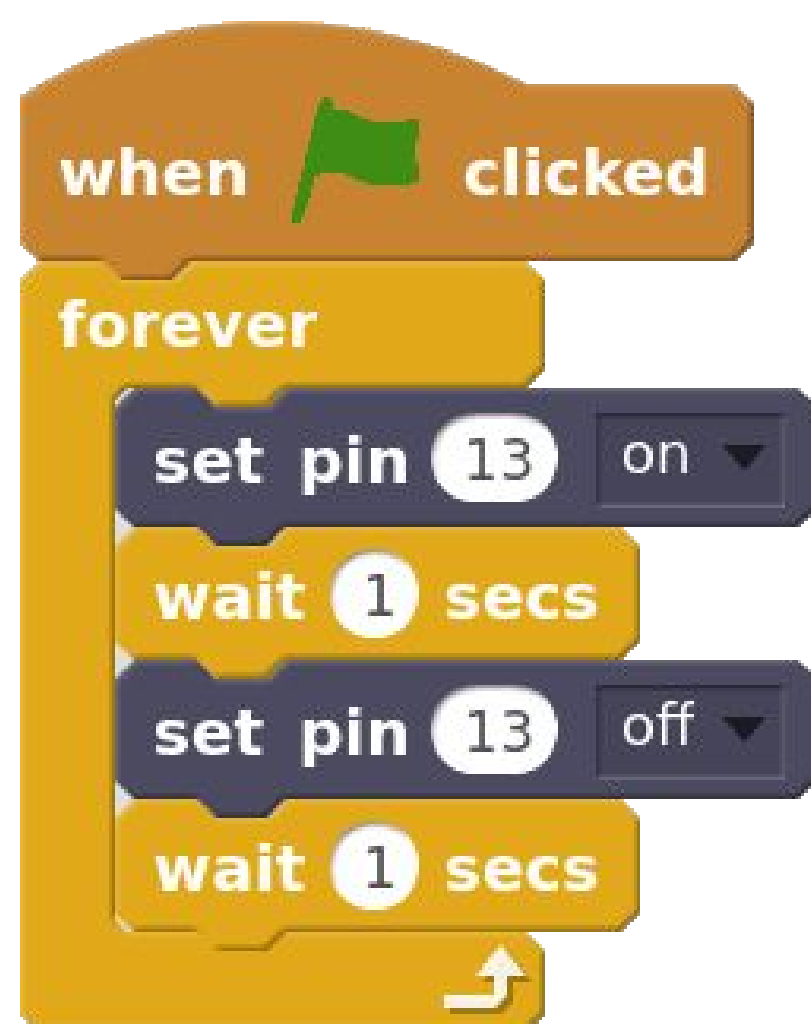 when clicked
forever
set pin 13 on
wait 1 secs
set pin 13 off
wait 1 secs